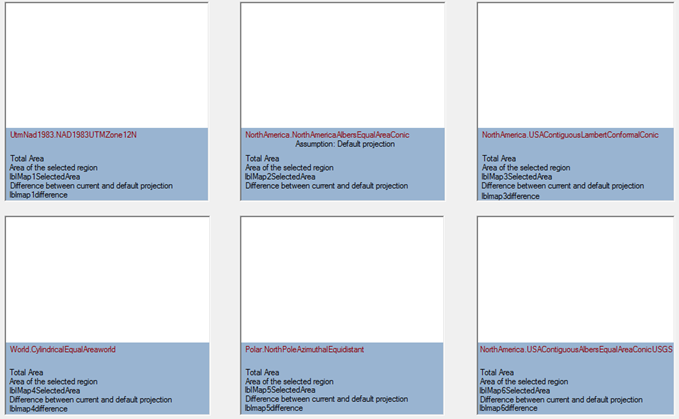 UtmNad1983.NAD1983UTMZone12N
Total Area
Area of the selected region
lblMap1SelectedArea
Difference between current and default projection
lblmap1difference
NorthAmerica.NorthAmericaAlbersEqualAreaConic
Assumption: Default projection
Total Area
Area of the selected region
lblMap2SelectedArea
Difference between current and default projection
NorthAmerica.USAContiguousLambertConformalConic
Total Area
Area of the selected region
lblMap3SelectedArea
Difference between current and default projection
lblmap3difference
World.CylindricalEqualAreaworld
Total Area
Area of the selected region
lblMap4SelectedArea
Difference between current and default projection
lblmap4difference
Polar.NorthPoleAzimuthalEquidistant
Total Area
Area of the selected region
lblMap5SelectedArea
Difference between current and default projection
lblmap5difference
NorthAmerica.USAContiguousAlbersEqualAreaConicUSGS
Total Area
Area of the selected region
lblMap6SelectedArea
Difference between current and default projection
lblmap6difference